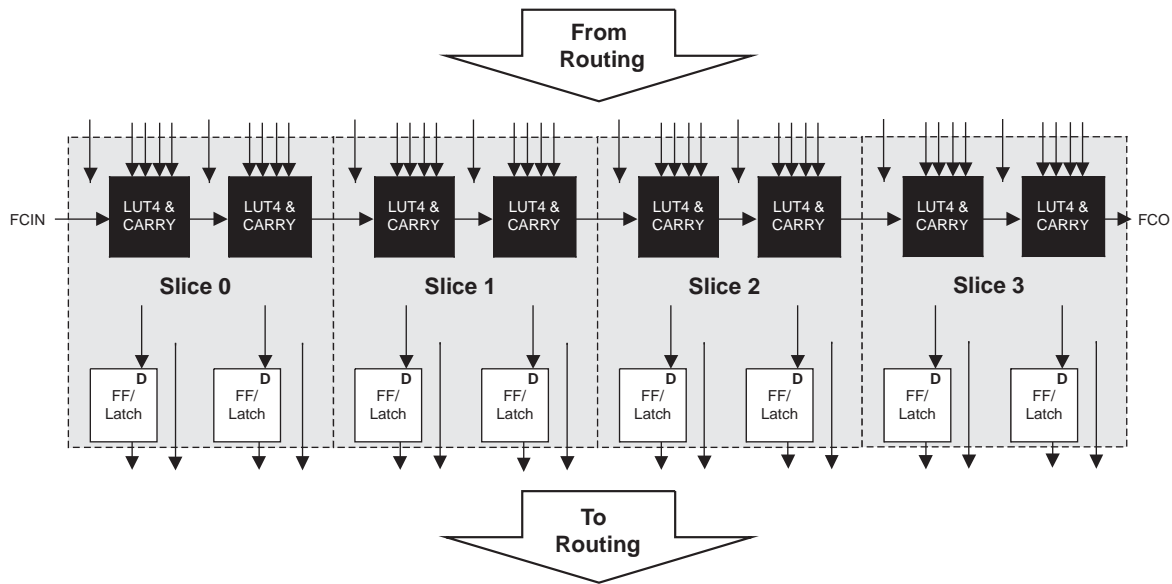 From
Routing
FCIN
LUT4 &
CARRY
LUT4 &
CARRY
LUT4 &
CARRY
LUT4 &
CARRY
LUT4 &
CARRY
LUT4 &
CARRY
LUT4 &
CARRY
LUT4 &
CARRY
FCO
Slice 0
Slice 1
Slice 2
Slice 3
D
FF/
Latch
D
FF/
Latch
D
FF/
Latch
D
FF/
Latch
D
FF/
Latch
D
FF/
Latch
D
FF/
Latch
D
FF/
Latch
To
Routing